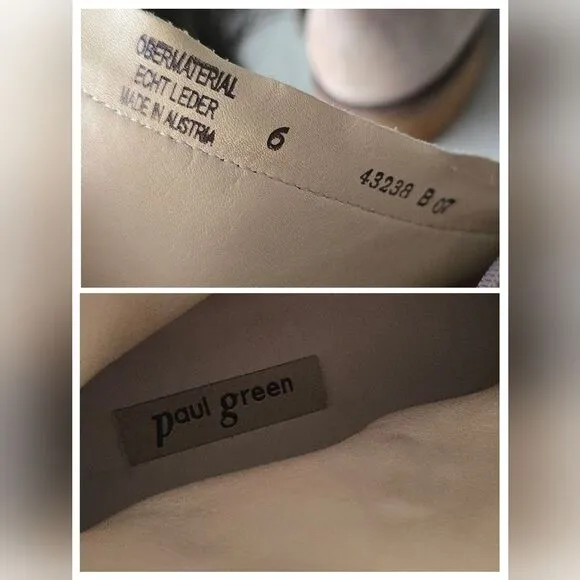 OBERMATERIAL
ECHT LEDER
MADE IN AUSTRIA
6
43238 B 07
paul green